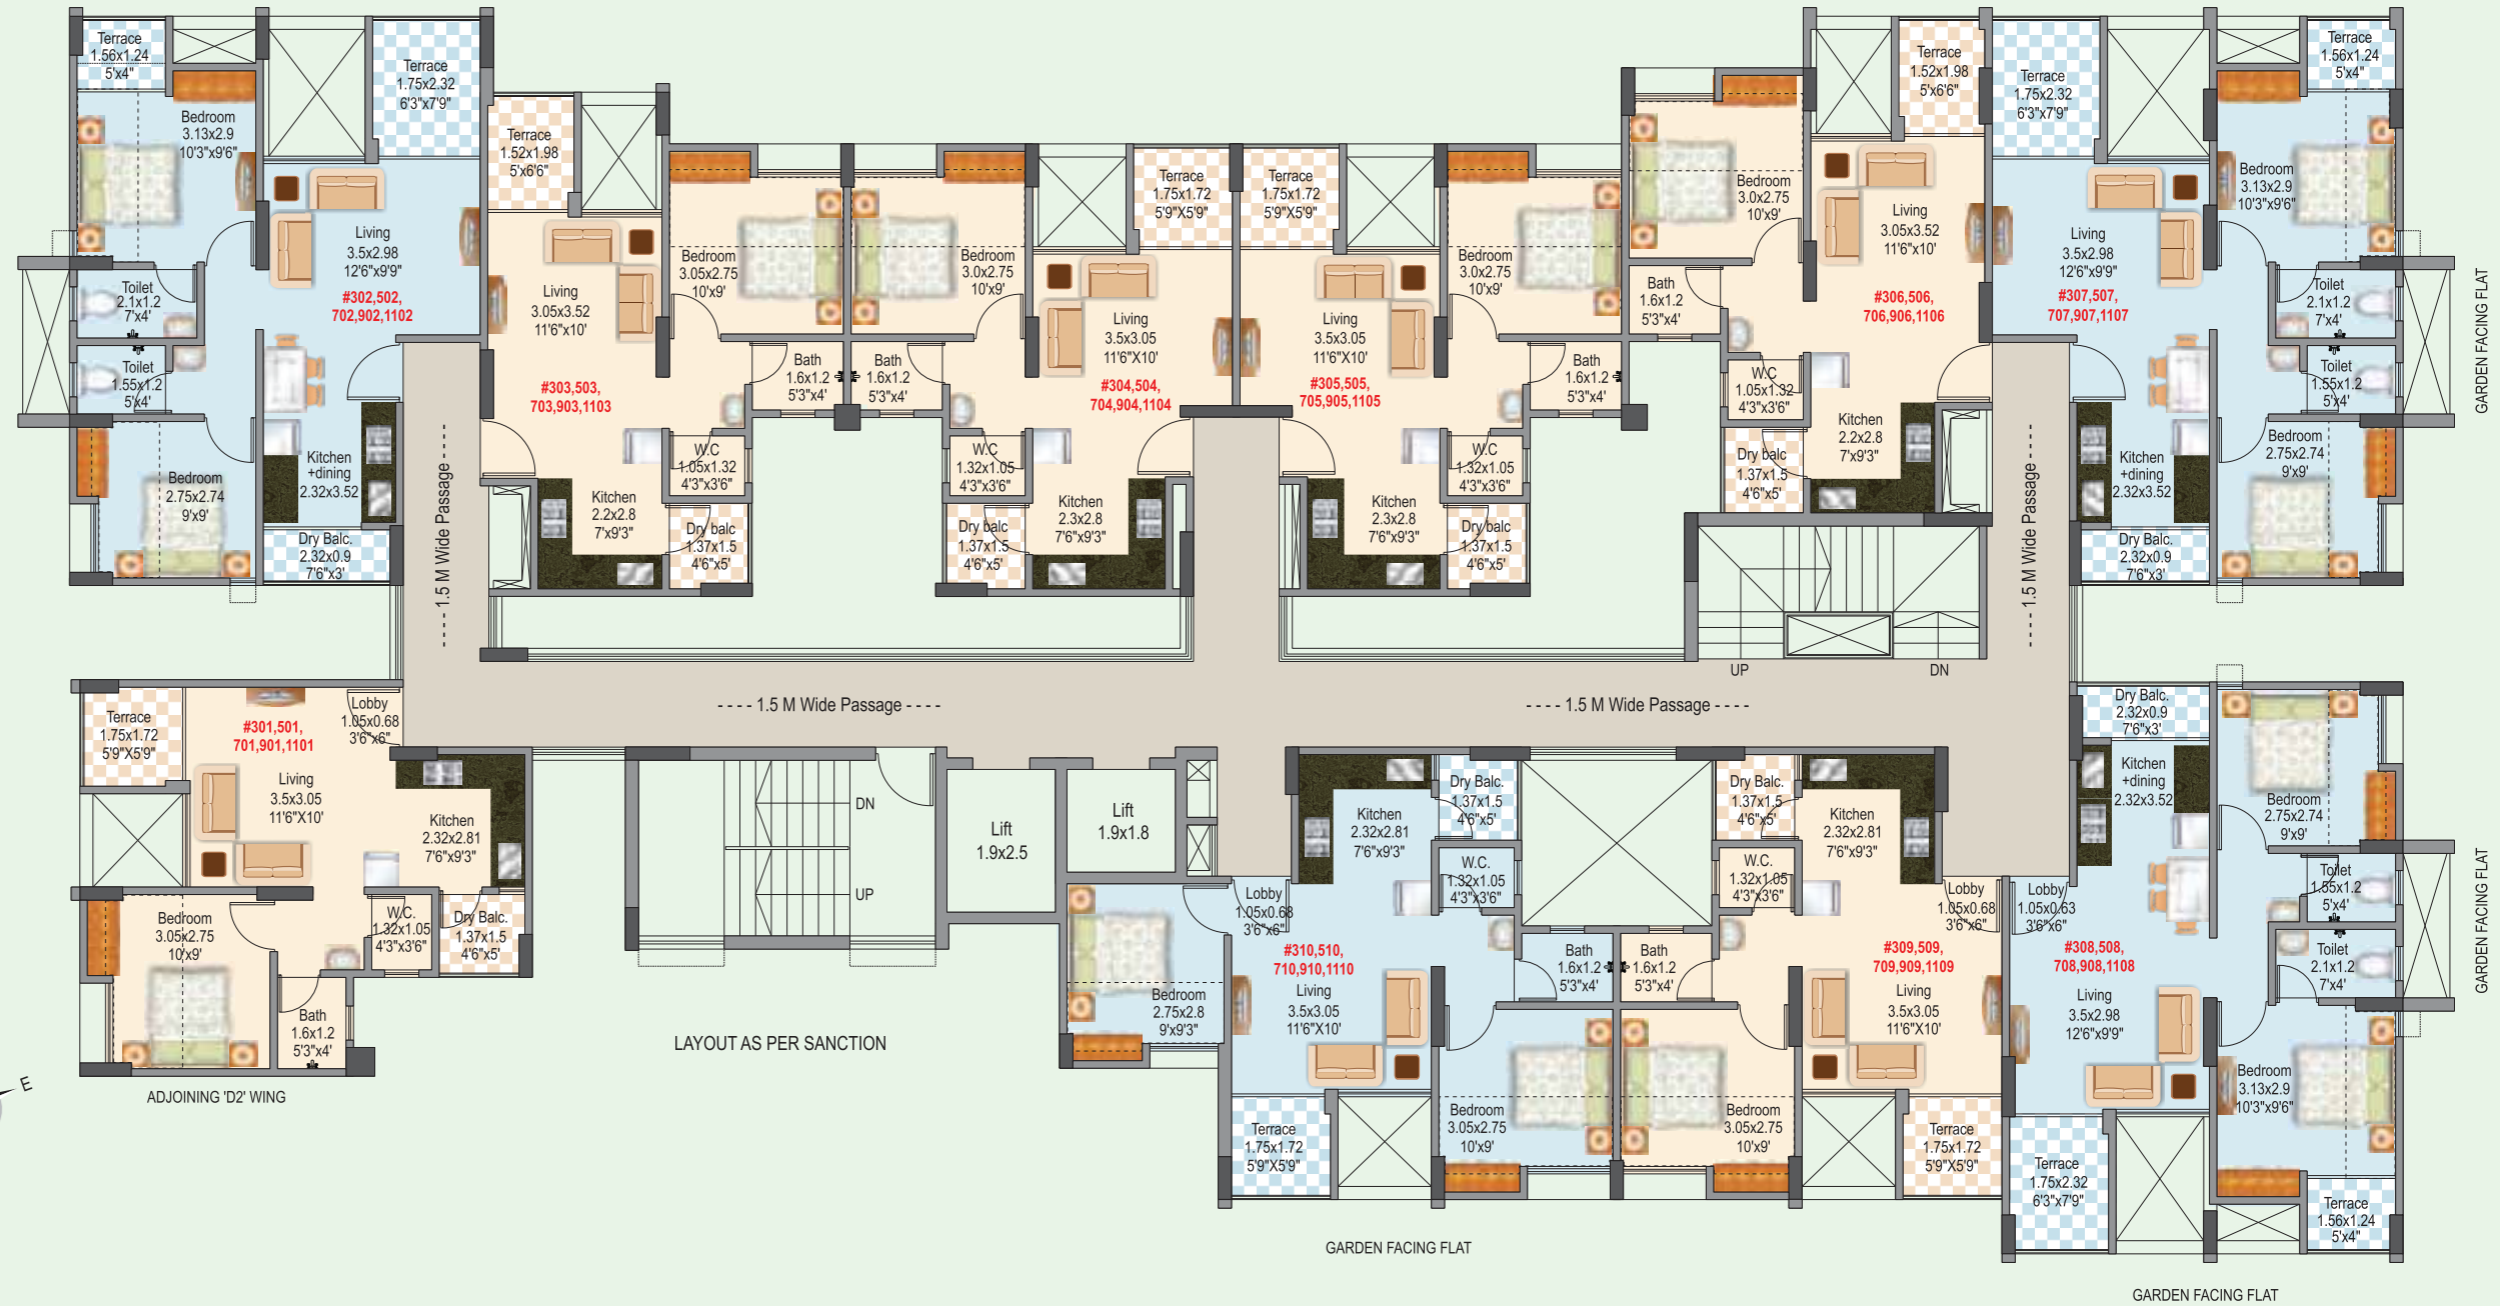 Terrace
1.56x1.24
5'x4"
Bedroom
3.13x2.9
10'3"x9'6"
Terrace
1.75x2.32
6'3"x7'9"
Living
3.5x2.98
12'6"x9'9"
#302,502,
702,902,1102
Toilet
2.1x1.2
7'x4'
Toilet
1.55x1.2
5'x4'
Bedroom
2.75x2.74
9'x9'
Kitchen
+dining
2.32x3.52
Dry Balc.
2.32x0.9
7'6"x3'
---- 1.5 M Wide Passage ----
Terrace
1.52x1.98
5'x6'6"
Living
3.05x3.52
11'6"x10'
#303,503,
703,903,1103
Bedroom
3.05x2.75
10'x9'
Bath
1.6x1.2
5'3"x4'
W.C
1.05x1.32
4'3"x3'6"
Kitchen
2.2x2.8
7'x9'3"
Dry balc
1.37x1.5
4'6"x5'
Bedroom
3.0x2.75
10'x9'
Terrace
1.75x1.72
5'9"X5'9"
Living
3.5x3.05
11'6"X10'
#304,504,
704,904,1104
Bath
1.6x1.2
5'3"x4'
W.C
1.32x1.05
4'3"x3'6"
Kitchen
2.3x2.8
7'6"x9'3"
Dry balc
1.37x1.5
4'6"x5'
Terrace
1.75x1.72
5'9"X5'9"
Living
3.5x3.05
11'6"X10'
#305,505,
705,905,1105
Bedroom
3.0x2.75
10'x9'
Bath
1.6x1.2
5'3"x4'
W.C
1.32x1.05
4'3"x3'6"
Kitchen
2.3x2.8
7'6"x9'3"
Dry balc
1.37x1.5
4'6"x5'
Bedroom
3.0x2.75
10'x9'
Terrace
1.52x1.98
5'x6'6"
Living
3.05x3.52
11'6"x10'
#306,506,
706,906,1106
Bath
1.6x1.2
5'3"x4'
W.C
1.05x1.32
4'3"x3'6"
Kitchen
2.2x2.8
7'x9'3"
Dry balc
1.37x1.5
4'6"x5'
Terrace
1.75x2.32
6'3"x7'9"
Terrace
1.56x1.24
5'x4"
Bedroom
3.13x2.9
10'3"x9'6"
Living
3.5x2.98
12'6"x9'9"
#307,507,
707,907,1107
Toilet
2.1x1.2
7'x4'
Toilet
1.55x1.2
5'x4'
Bedroom
2.75x2.74
9'x9'
Kitchen
+dining
2.32x3.52
Dry Balc.
2.32x0.9
7'6"x3'
---- 1.5 M Wide Passage ----
GARDEN FACING FLAT
UP
DN
---- 1.5 M Wide Passage ----
---- 1.5 M Wide Passage ----
Terrace
1.75x1.72
5'9"X5'9"
#301,501,
701,901,1101
Lobby
1.05x0.68
3'6"x6"
Living
3.5x3.05
11'6"X10'
Kitchen
2.32x2.81
7'6"x9'3"
Bedroom
3.05x2.75
10'x9'
W.C.
1.32x1.05
4'3"x3'6"
Dry Balc.
1.37x1.5
4'6"x5'
Bath
1.6x1.2
5'3"x4'
ADJOINING 'D2' WING
E
DN
UP
Lift
1.9x2.5
Lift
1.9x1.8
LAYOUT AS PER SANCTION
Kitchen
2.32x2.81
7'6"x9'3"
Dry Balc.
1.37x1.5
4'6"x5'
W.C.
1.32x1.05
4'3"x3'6"
Lobby
1.05x0.68
3'6"x6"
#310,510,
710,910,1110
Living
3.5x3.05
11'6"X10'
Bedroom
2.75x2.8
9'x9'3"
Bath
1.6x1.2
5'3"x4'
Bedroom
3.05x2.75
10'x9'
Terrace
1.75x1.72
5'9"X5'9"
Dry Balc.
1.37x1.5
4'6"x5'
Kitchen
2.32x2.81
7'6"x9'3"
W.C.
1.32x1.05
4'3"x3'6"
Lobby
1.05x0.68
3'6"x6"
#309,509,
709,909,1109
Living
3.5x3.05
11'6"X10'
Bath
1.6x1.2
5'3"x4'
Bedroom
3.05x2.75
10'x9'
Terrace
1.75x1.72
5'9"X5'9"
GARDEN FACING FLAT
Dry Balc.
2.32x0.9
7'6"x3'
Kitchen
+dining
2.32x3.52
Bedroom
2.75x2.74
9'x9'
Lobby
1.05x0.63
3'6"x6"
#308,508,
708,908,1108
Living
3.5x2.98
12'6"x9'9"
Toilet
1.55x1.2
5'x4'
Toilet
2.1x1.2
7'x4'
Bedroom
3.13x2.9
10'3"x9'6"
Terrace
1.75x2.32
6'3"x7'9"
Terrace
1.56x1.24
5'x4"
GARDEN FACING FLAT
GARDEN FACING FLAT